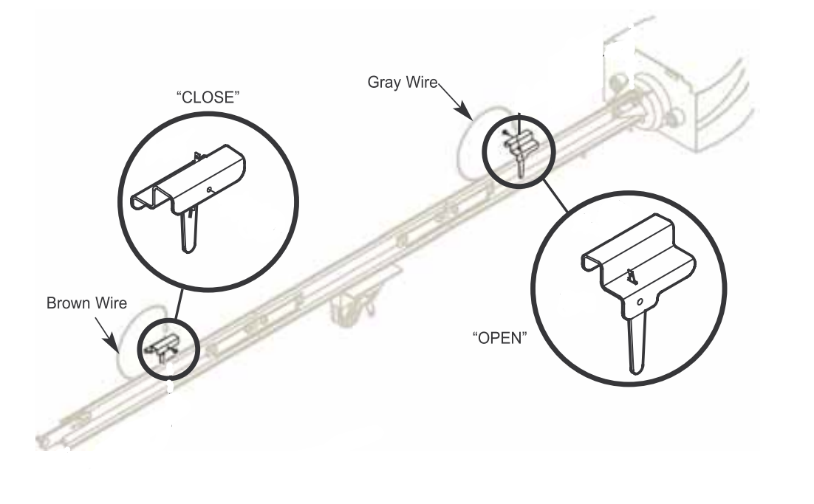 Gray Wire
“CLOSE”
Brown Wire
“OPEN”